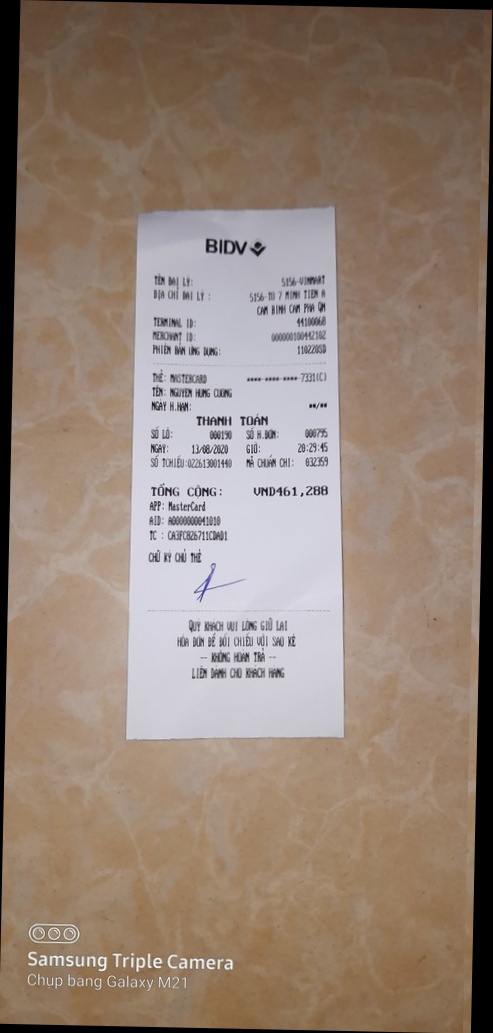 BIDV
TÊN ĐẠI LÝ: 5156-VINMART
ĐỊA CHỈ ĐẠI LÝ : 5156-TO 7 MINH TIEN A
CAM BINH CAM PHA QN
TERMINAL ID: 44100068
MERCHANT ID: 000000100442102
PHIÊN BẢN ỨNG DỤNG: 110220SD
THẺ: MASTERCARD **** **** **** 7331(C)
TÊN: NGUYEN HUNG CUONG
NGÀY H.HẠN: **/**
THANH TOÁN
SỐ LÔ: 000190 SỐ H.ĐƠN: 000795
NGÀY: 13/08/2020 GIỜ: 20:29:45
SỐ TCHIẾU:022613001440 MÃ CHUẨN CHI: 032359
TỔNG CỘNG: VND461,288
APP: MasterCard
AID: A0000000041010
TC : CA3FC826711CDAD1
CHỮ KÝ CHỦ THẺ
QUÝ KHÁCH VUI LÒNG GIỮ LẠI
HÓA ĐƠN ĐỂ ĐỐI CHIẾU VỚI SAO KÊ
-- KHÔNG HOÀN TRẢ --
LIÊN DÀNH CHO KHÁCH HÀNG
Samsung Triple Camera
Chụp bằng Galaxy M21